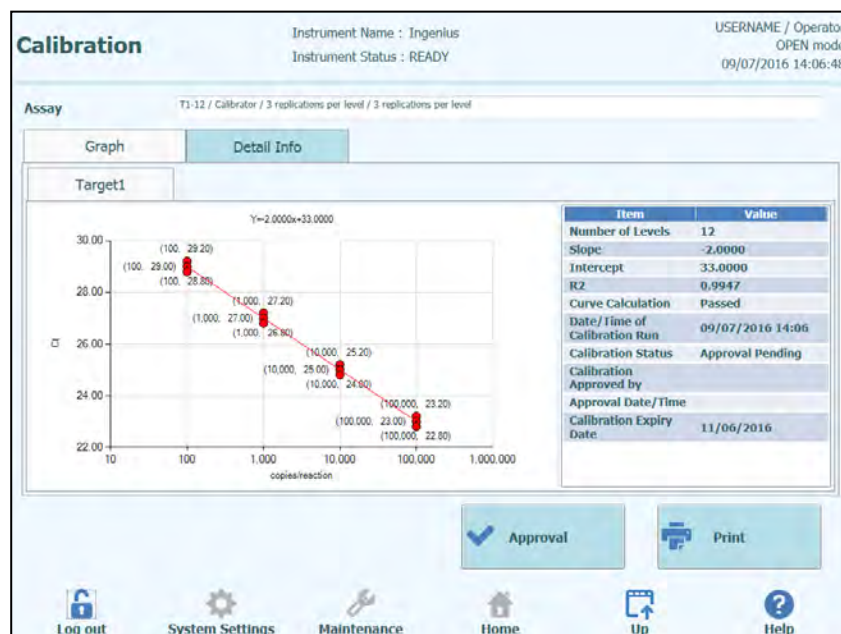 Calibration
Instrument Name : Ingenius
Instrument Status : READY
USERNAME / Operator
OPEN mode
09/07/2016 14:06:48
Assay
T1-12 / Calibrator / 3 replications per level / 3 replications per level
Graph
Detail Info
Target1
Y=-2.0000x+33.0000
30.00
28.00
26.00
24.00
22.00
Ct
(100, 29.20)
(100, 29.00)
(100, 28.80)
(1,000, 27.20)
(1,000, 27.00)
(1,000, 26.80)
(10,000, 25.20)
(10,000, 25.00)
(10,000, 24.80)
(100,000, 23.20)
(100,000, 23.00)
(100,000, 22.80)
10
100
1,000
10,000
100,000
1,000,000
copies/reaction
Item Value
Number of Levels 12
Slope -2.0000
Intercept 33.0000
R2 0.9947
Curve Calculation Passed
Date/Time of
Calibration Run 09/07/2016 14:06
Calibration Status Approval Pending
Calibration
Approved by
Approval Date/Time
Calibration Expiry
Date 11/06/2016
Approval
Print
Log out
System Settings
Maintenance
Home
Up
Help